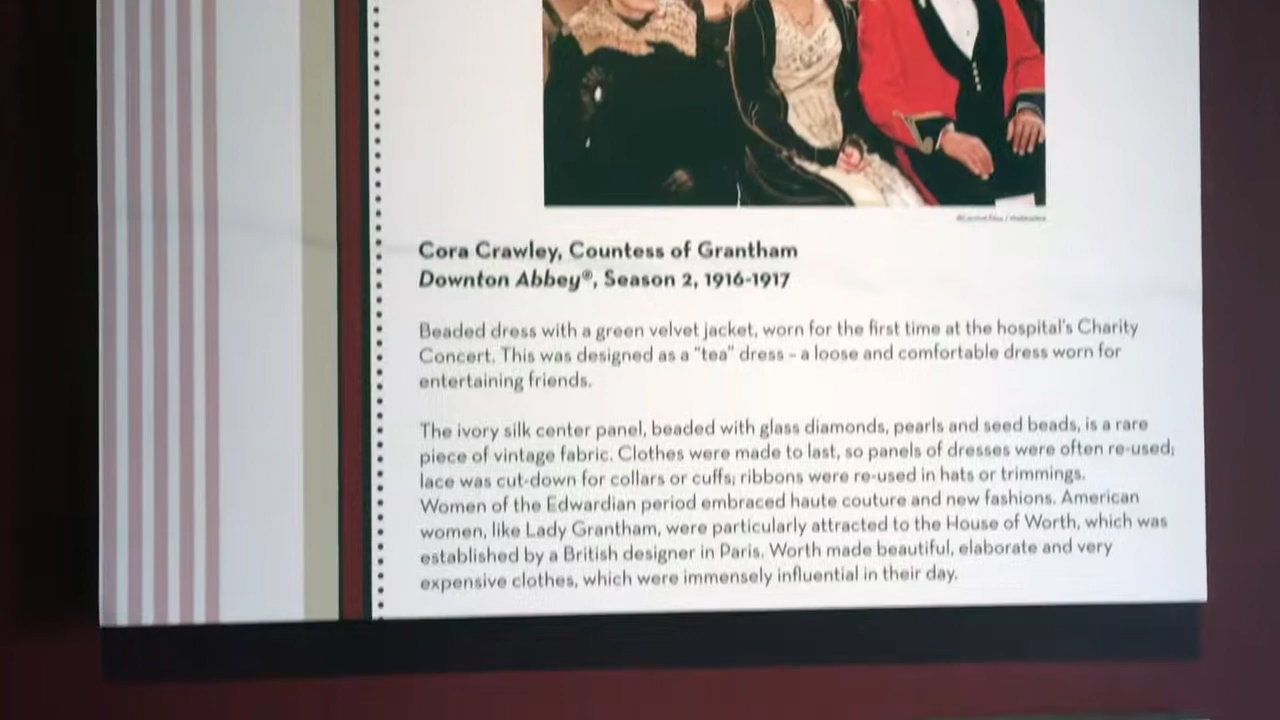 Cora Crawley, Countess of Grantham
Downton Abbey®, Season 2, 1916-1917
Beaded dress with a green velvet jacket, worn for the first time at the hospital's Charity
Concert. This was designed as a "tea" dress – a loose and comfortable dress worn for
entertaining friends.
The ivory silk center panel, beaded with glass diamonds, pearls and seed beads, is a rare
piece of vintage fabric. Clothes were made to last, so panels of dresses were often re-used;
lace was cut-down for collars or cuffs; ribbons were re-used in hats or trimmings.
Women of the Edwardian period embraced haute couture and new fashions. American
women, like Lady Grantham, were particularly attracted to the House of Worth, which was
established by a British designer in Paris. Worth made beautiful, elaborate and very
expensive clothes, which were immensely influential in their day.